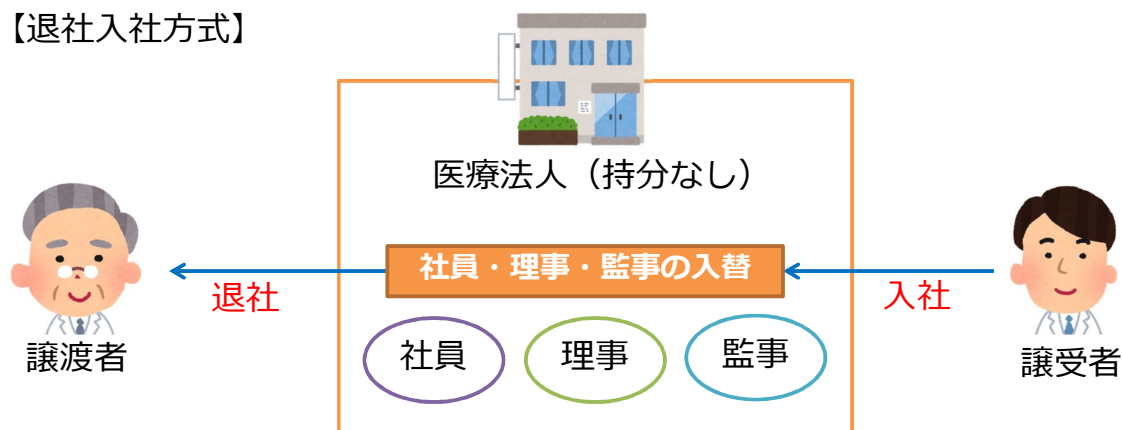 【退社入社方式】
医療法人（持分なし）
社員・理事・監事の入替
退社
入社
社員
理事
監事
譲渡者
譲受者